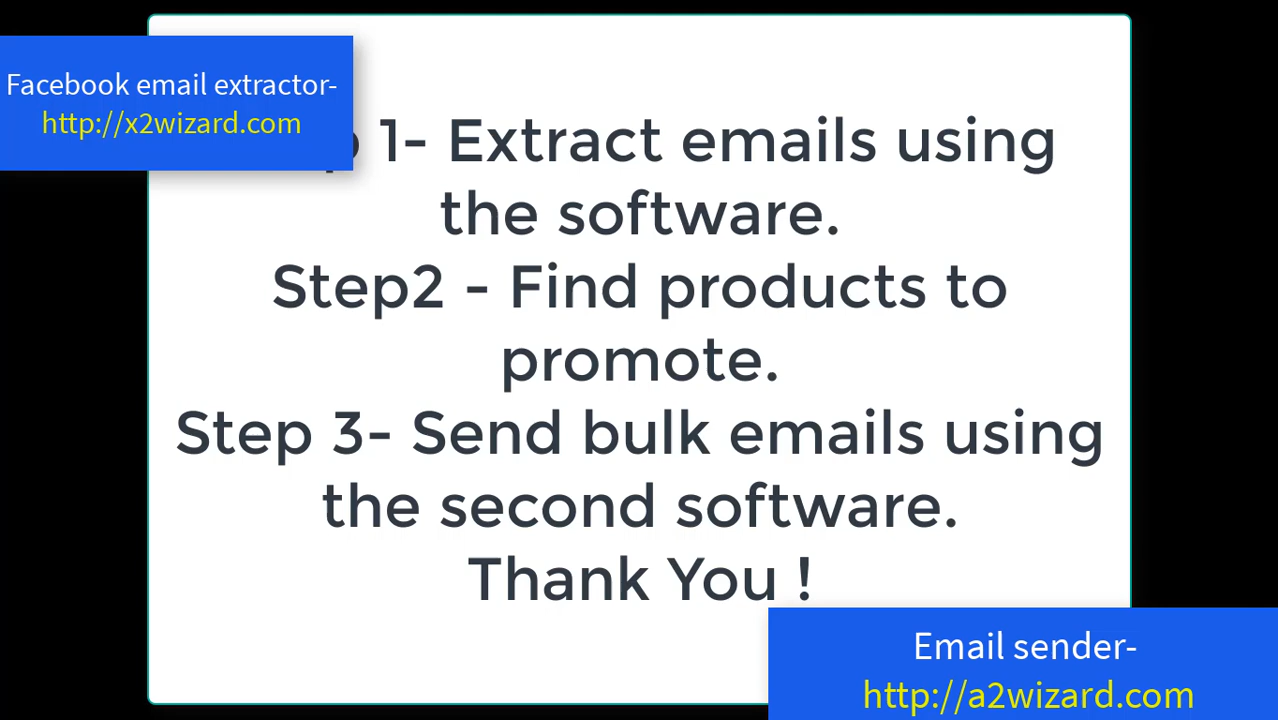 Facebook email extractor-
http://x2wizard.com
1- Extract emails using
the software.
Step2 - Find products to
promote.
Step 3- Send bulk emails using
the second software.
Thank You !
Email sender-
http://a2wizard.com